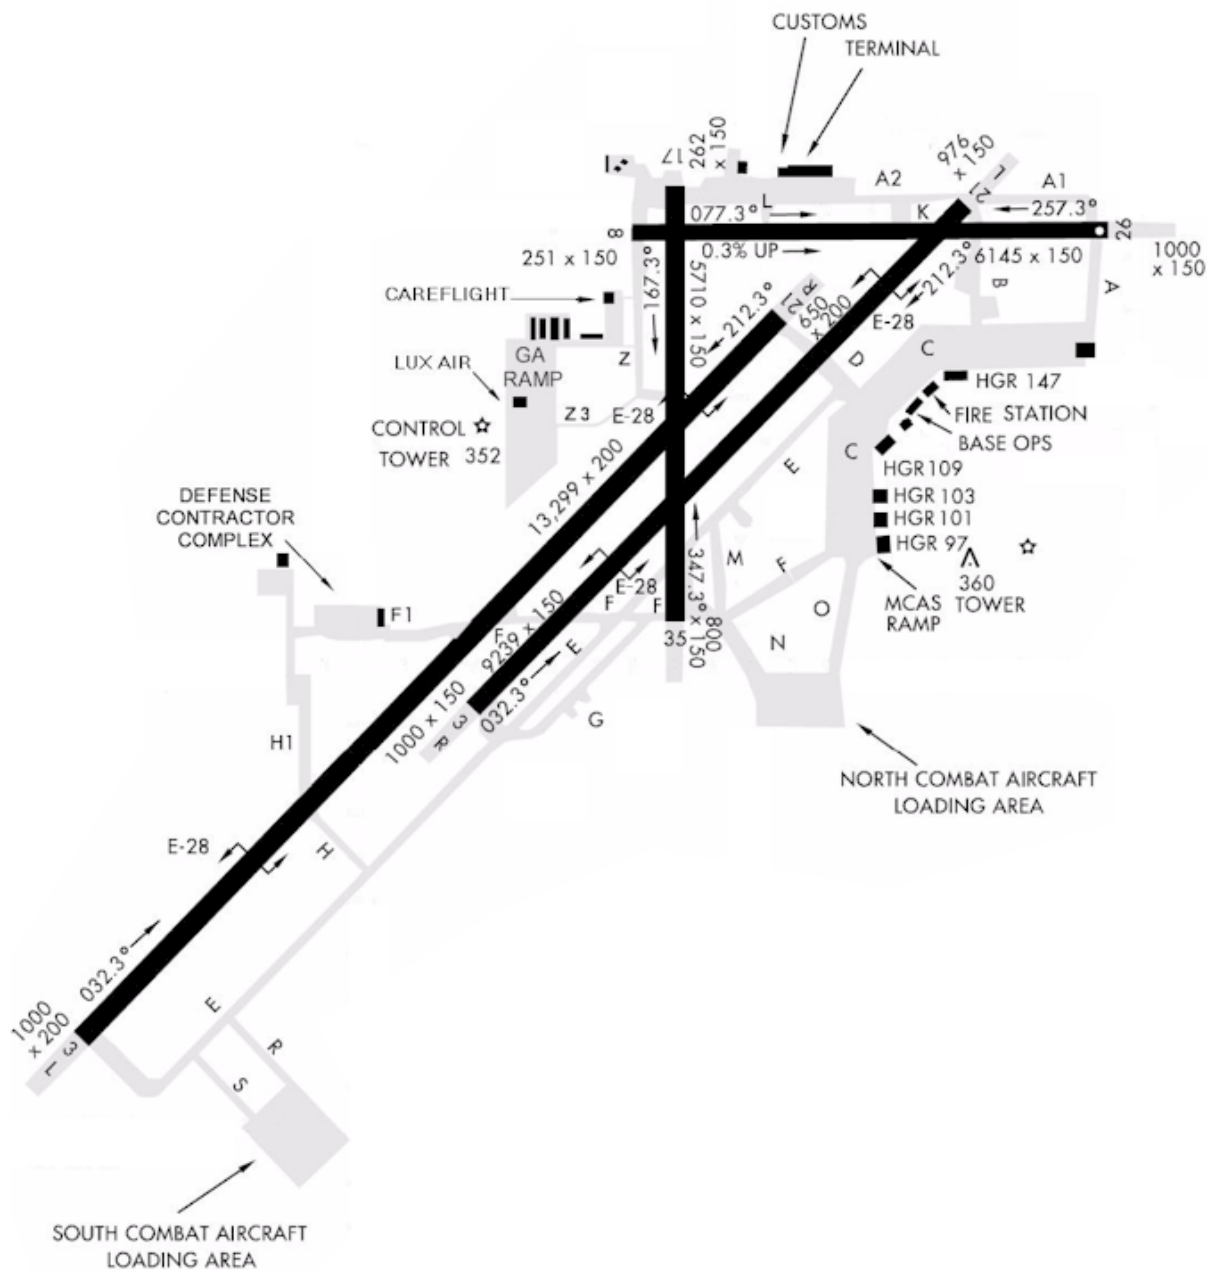 CUSTOMS
TERMINAL
262
x 150
17
976
x 150
21
L
A2
A1
L
077.3°
K
257.3°
8
26
0.3% UP
251 x 150
6145 x 150
1000
x 150
167.3°
5710 x 150
212.3°
B
A
CAREFLIGHT
212.3°
21
R
650
x 200
E-28
D
C
GA
RAMP
Z
LUX AIR
HGR 147
Z3
E-28
FIRE STATION
BASE OPS
CONTROL
TOWER 352
C
E
HGR 109
13,299 x 200
DEFENSE
CONTRACTOR
COMPLEX
HGR 103
HGR 101
HGR 97
347.3°
M
F
360
TOWER
MCAS
RAMP
E-28
F
F
800
x 150
O
F1
F
9239 x 150
35
N
E
1000 x 150
032.3°
3
R
G
H1
NORTH COMBAT AIRCRAFT
LOADING AREA
E-28
H
032.3°
E
1000
x 200
3
L
R
S
SOUTH COMBAT AIRCRAFT
LOADING AREA